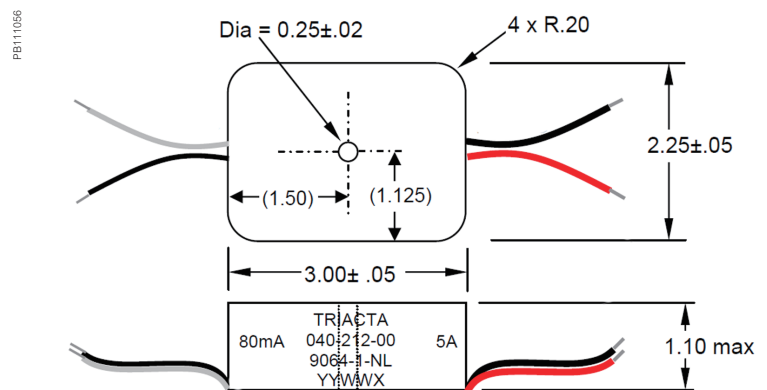 PB111056
Dia = 0.25±.02
4 x R.20
2.25±.05
(1.50)
(1.125)
3.00± .05
TRIACTA
80mA 040-212-00 5A
9064-1-NL
YYWWX
1.10 max